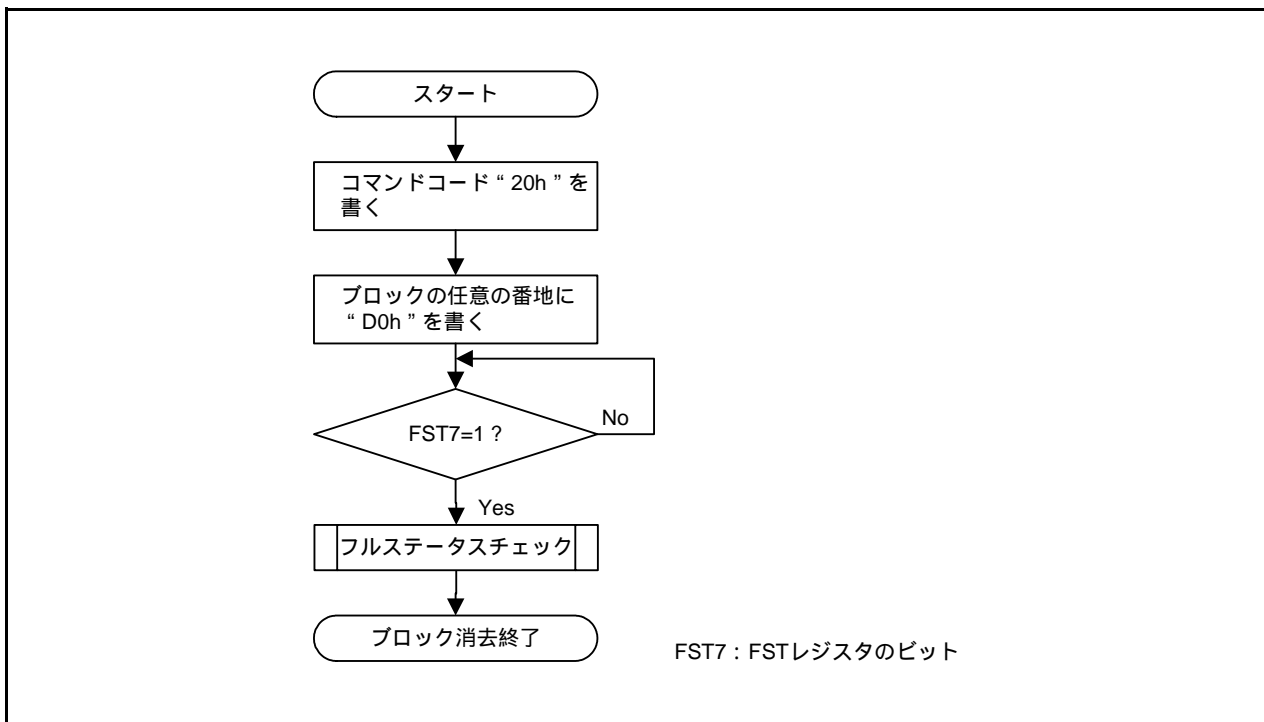 スタート
コマンドコード“20h”を
書く
ブロックの任意の番地に
“D0h”を書く
FST7=1 ?
No
Yes
フルステータスチェック
ブロック消去終了
FST7：FSTレジスタのビット